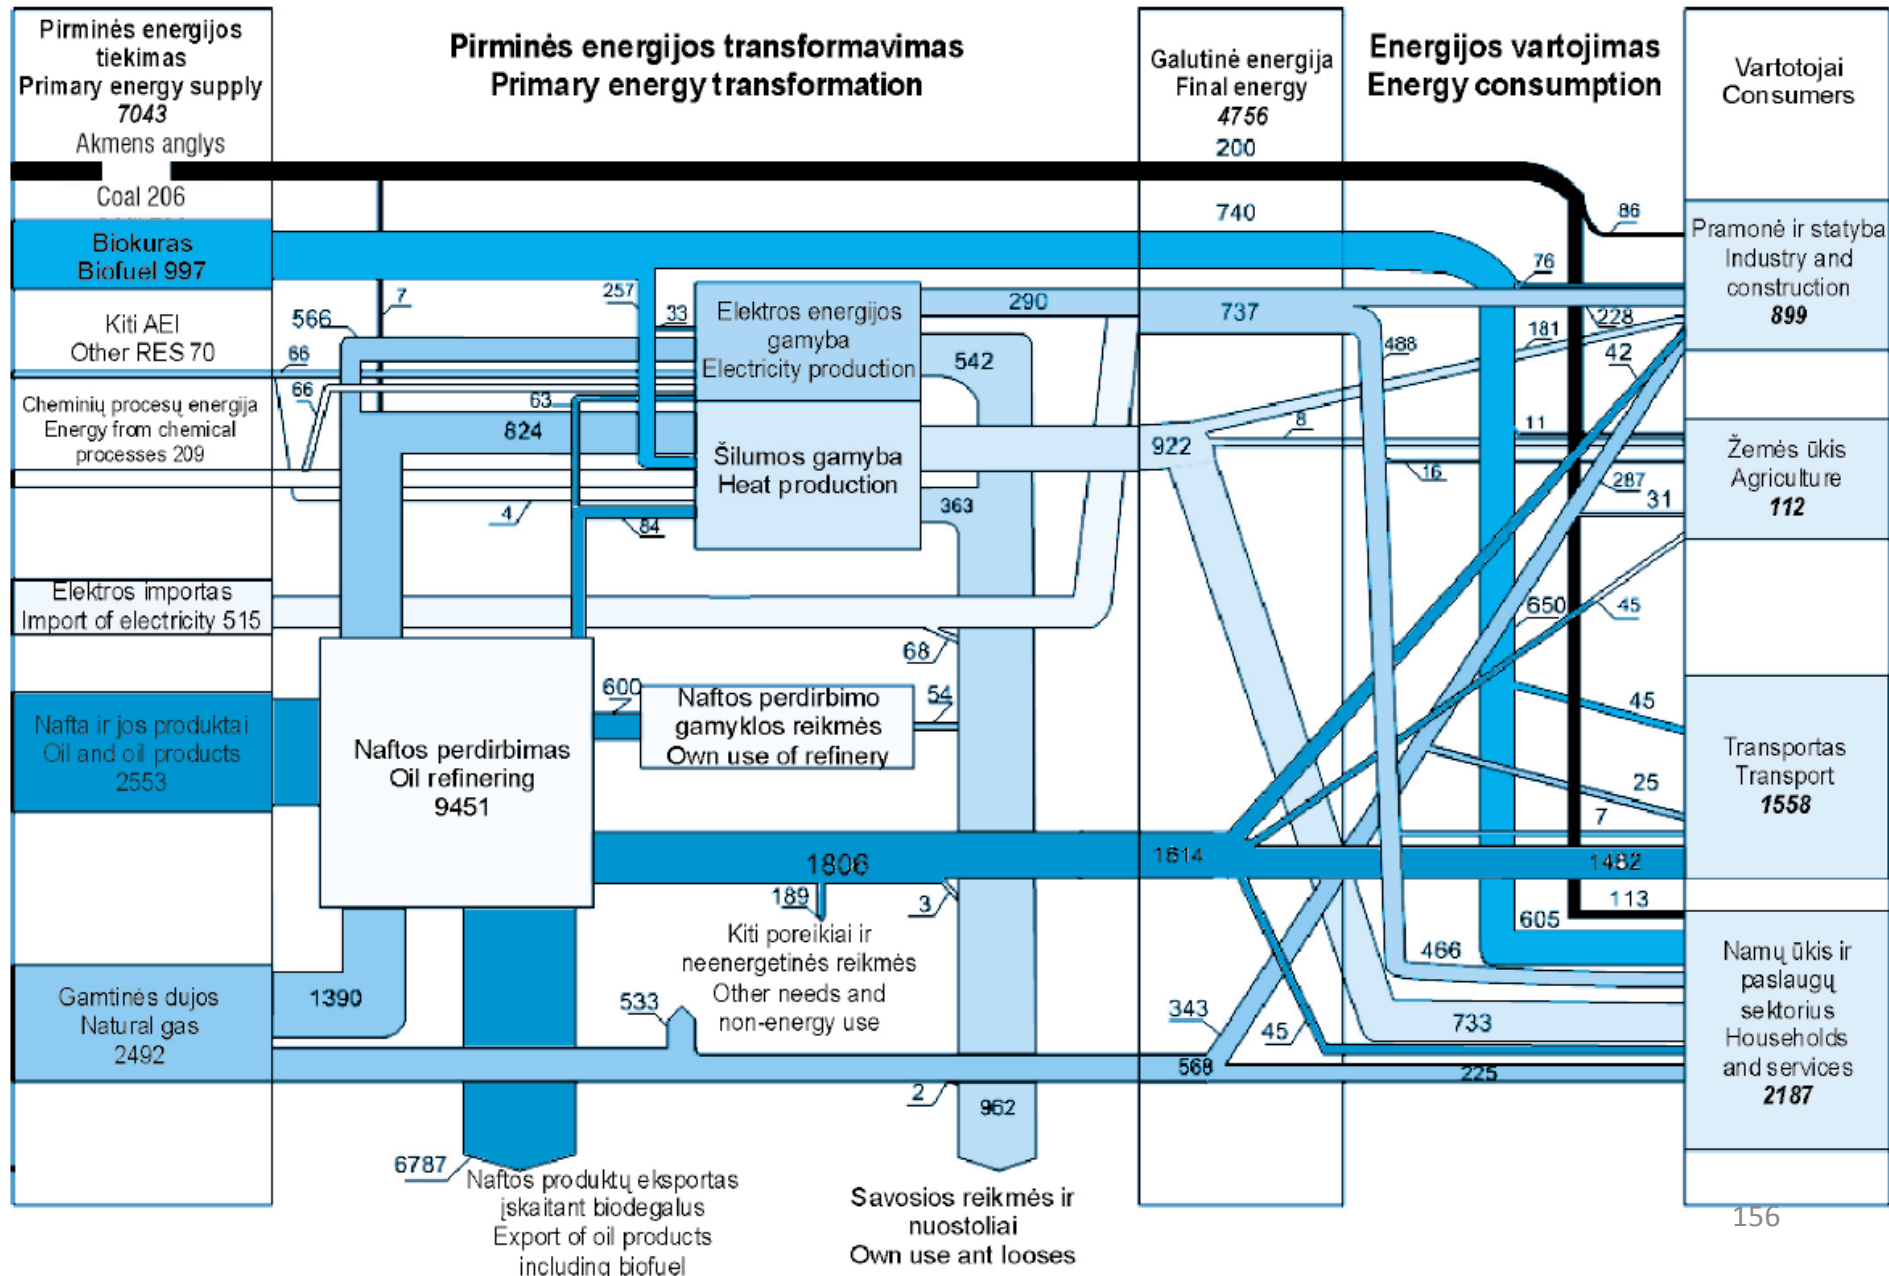 Pirminės energijos
tiekimas
Primary energy supply
7043
Akmens anglys
Coal 206
Biokuras
Biofuel 997
Kiti AEI
Other RES 70
Cheminių procesų energija
Energy from chemical
processes 209
Elektros importas
Import of electricity 515
Nafta ir jos produktai
Oil and oil products
2553
Gamtinės dujos
Natural gas
2492
Pirminės energijos transformavimas
Primary energy transformation
7
257
33
566
66
66
63
824
4
84
Elektros energijos
gamyba
Electricity production
Šilumos gamyba
Heat production
290
542
363
68
Naftos perdirbimas
Oil refinering
9451
600
Naftos perdirbimo
gamyklos reikmės
Own use of refinery
54
1806
189
3
Kiti poreikiai ir
neenergetinės reikmės
Other needs and
non-energy use
1390
533
2
962
6787
Naftos produktų eksportas
įskaitant biodegalus
Export of oil products
including biofuel
Savosios reikmės ir
nuostoliai
Own use ant looses
Galutinė energija
Final energy
4756
200
740
737
922
1614
568
Energijos vartojimas
Energy consumption
86
76
228
181
42
488
8
11
16
287
31
650
45
45
25
7
1482
113
605
466
343
45
733
225
Vartotojai
Consumers
Pramonė ir statyba
Industry and
construction
899
Žemės ūkis
Agriculture
112
Transportas
Transport
1558
Namų ūkis ir
paslaugų
sektorius
Households
and services
2187
156